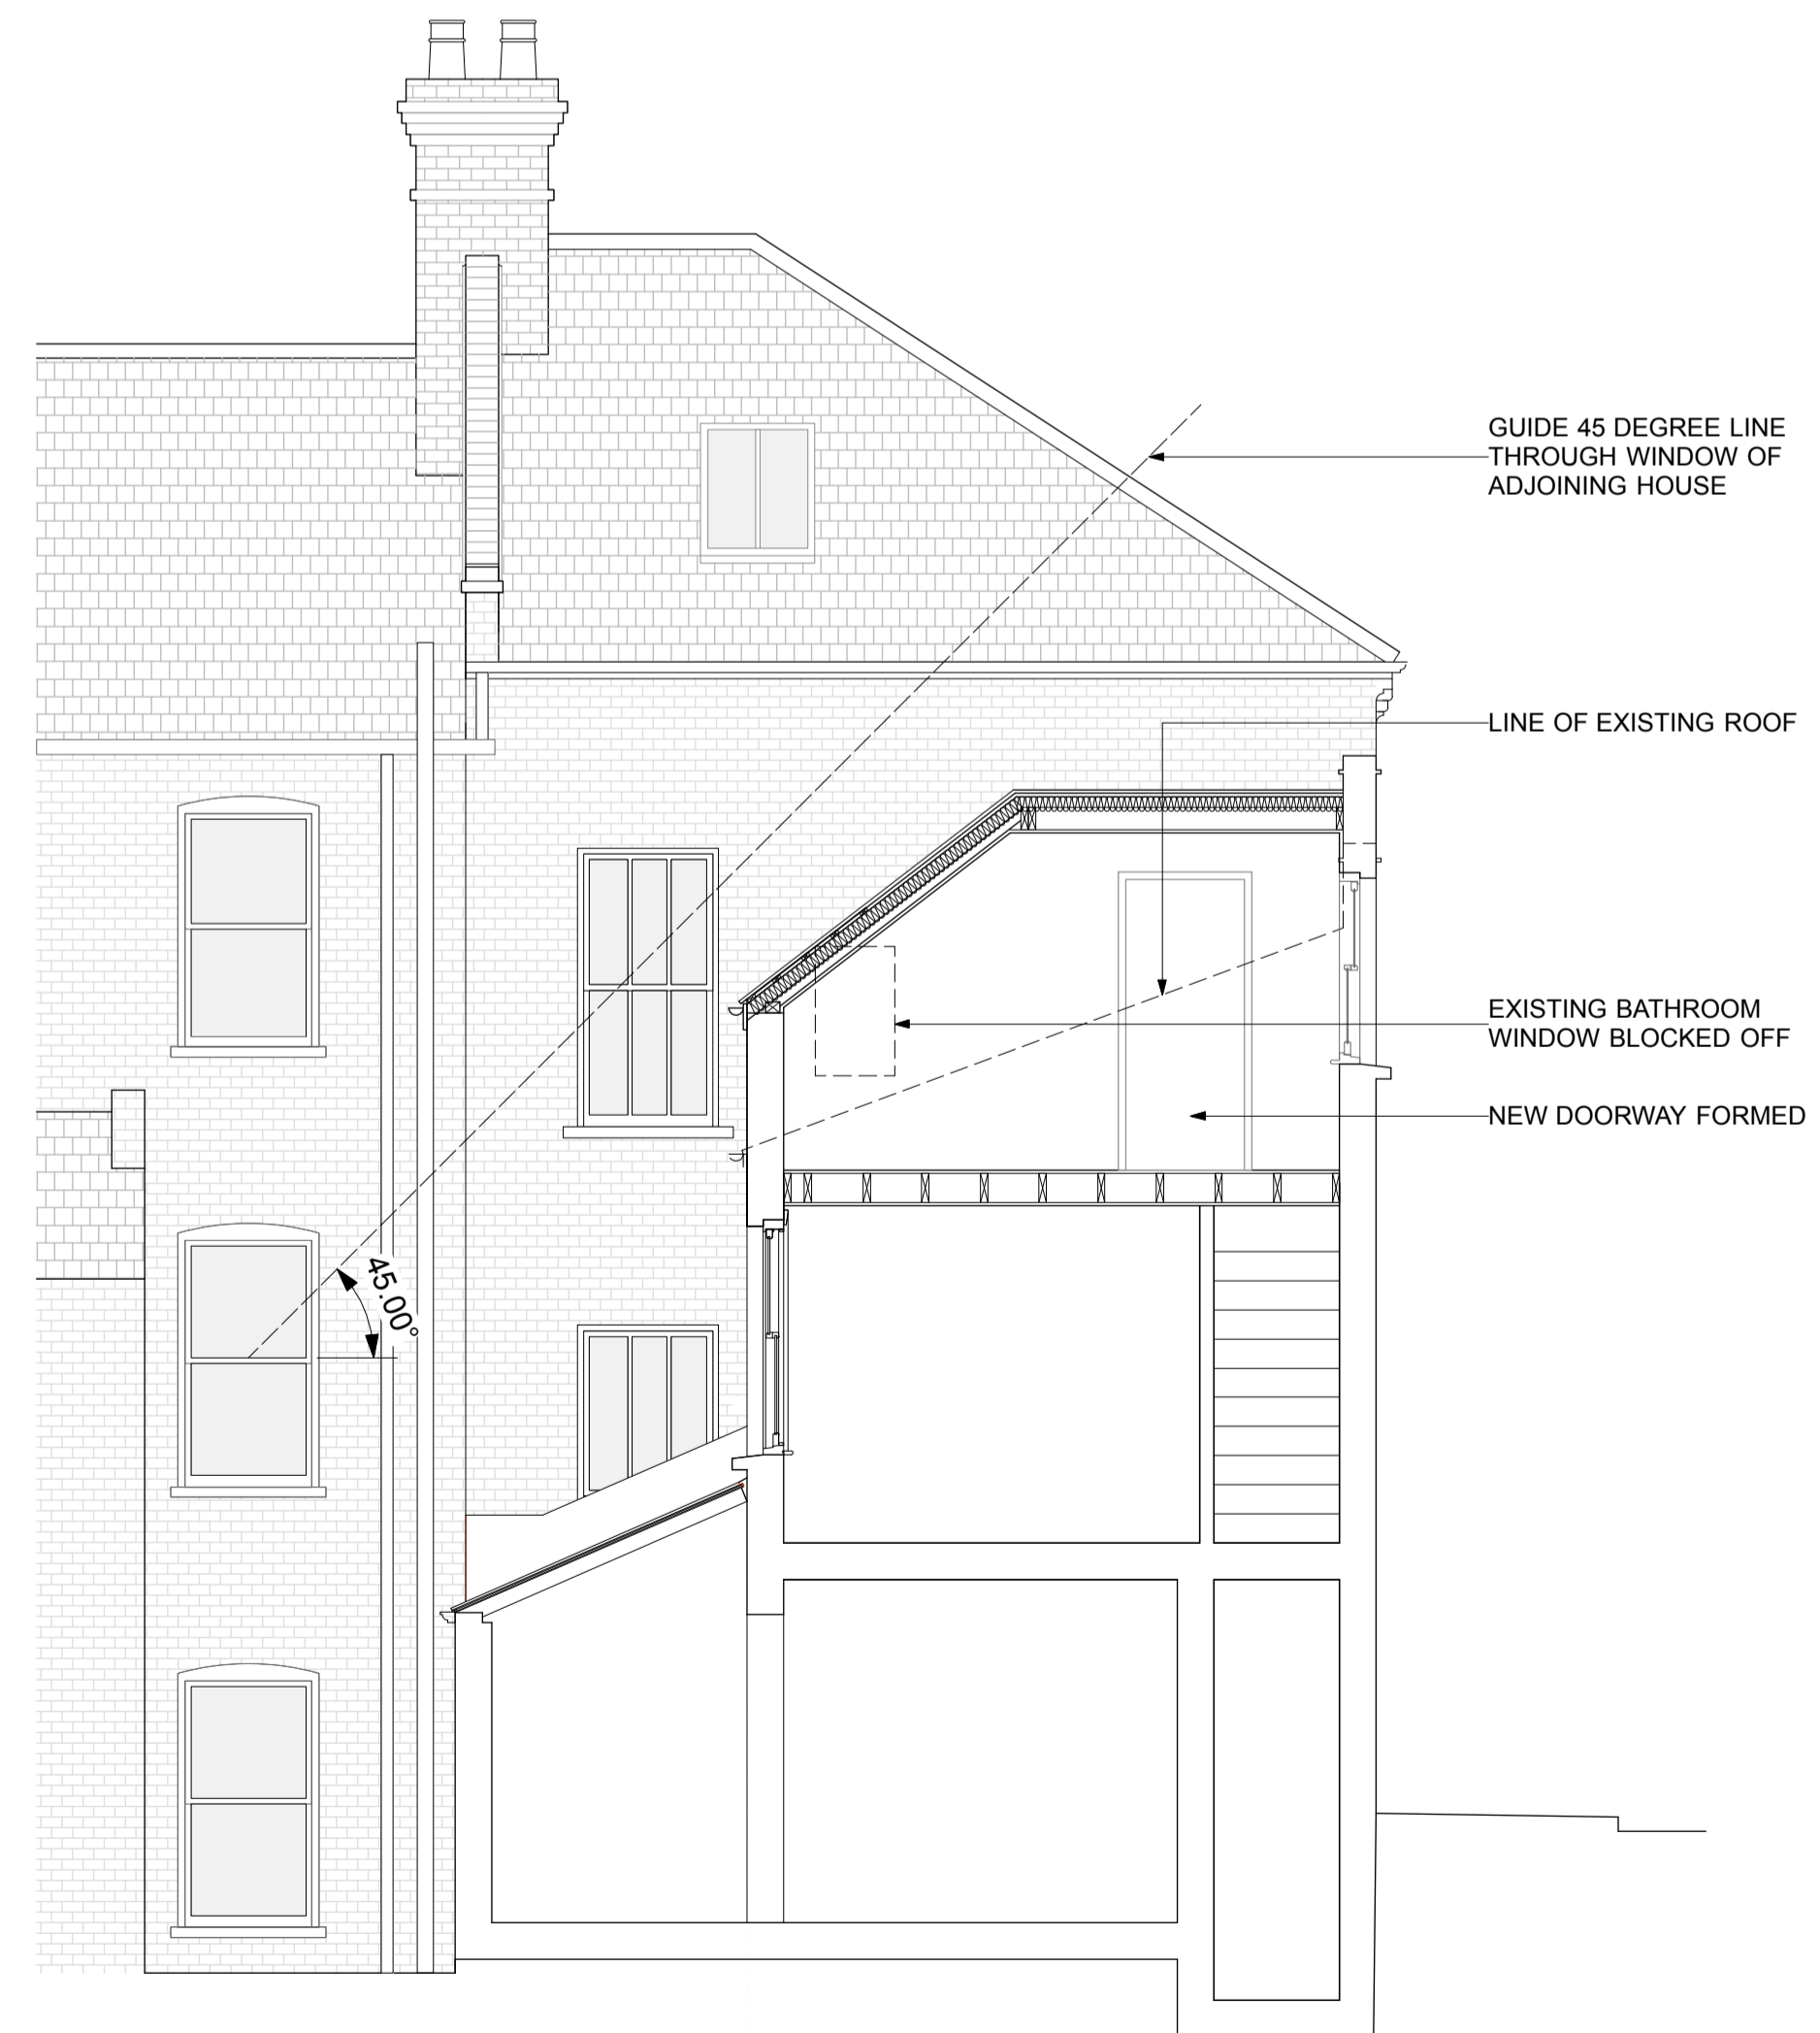 GUIDE 45 DEGREE LINE
THROUGH WINDOW OF
ADJOINING HOUSE
LINE OF EXISTING ROOF
EXISTING BATHROOM
WINDOW BLOCKED OFF
NEW DOORWAY FORMED
45.00°